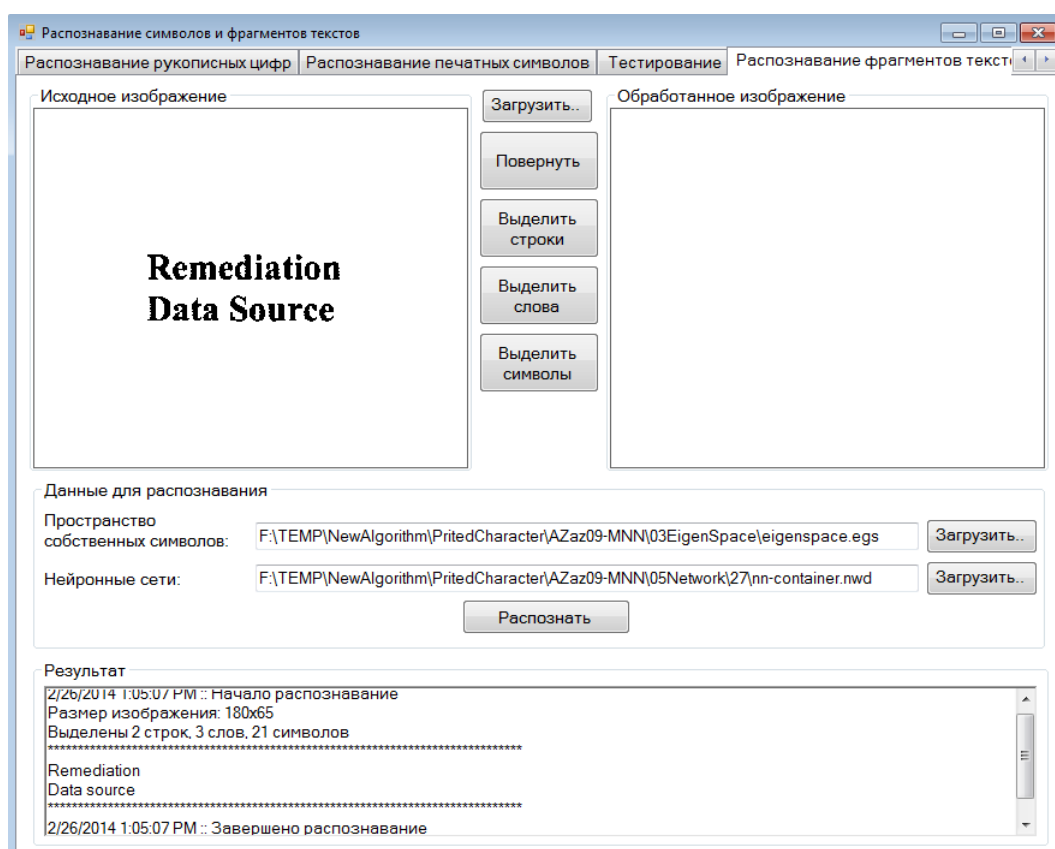 Распознавание символов и фрагментов текстов
Распознавание рукописных цифр
Распознавание печатных символов
Тестирование
Распознавание фрагментов текст
Исходное изображение
Remediation
Data Source
Загрузить..
Повернуть
Выделить
строки
Выделить
слова
Выделить
символы
Обработанное изображение
Данные для распознавания
Пространство
собственных символов:
F:\TEMP\NewAlgorithm\PritedCharacter\AZaz09-MNN\03EigenSpace\eigenspace.egs
Загрузить..
Нейронные сети:
F:\TEMP\NewAlgorithm\PritedCharacter\AZaz09-MNN\05Network\27\nn-container.nwd
Загрузить..
Распознать
Результат
2/26/2014 1:05:07 PM :: Начало распознавание
Размер изображения: 180x65
Выделены 2 строк, 3 слов, 21 символов
*******************************************************************************
Remediation
Data source
*******************************************************************************
2/26/2014 1:05:07 PM :: Завершено распознавание